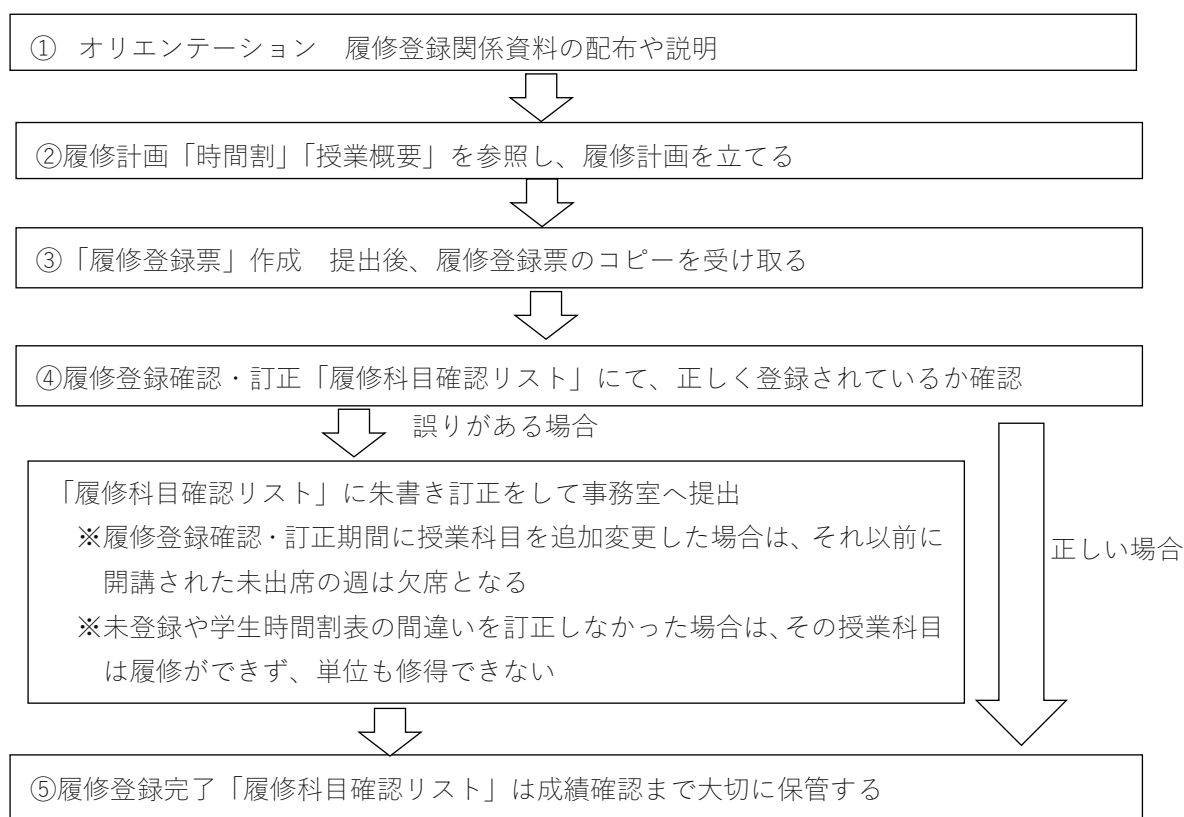 ① オリエンテーション 履修登録関係資料の配布や説明
②履修計画「時間割」「授業概要」を参照し、履修計画を立てる
③「履修登録票」作成 提出後、履修登録票のコピーを受け取る
④履修登録確認・訂正「履修科目確認リスト」にて、正しく登録されているか確認
誤りがある場合
「履修科目確認リスト」に朱書き訂正をして事務室へ提出
※履修登録確認・訂正期間に授業科目を追加変更した場合は、それ以前に
開講された未出席の週は欠席となる
※未登録や学生時間割表の間違いを訂正しなかった場合は、その授業科目
は履修ができず、単位も修得できない
正しい場合
⑤履修登録完了「履修科目確認リスト」は成績確認まで大切に保管する